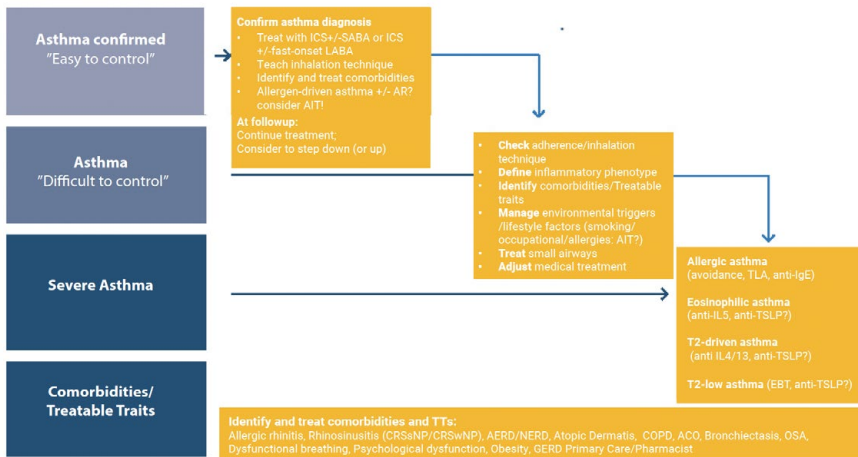 Asthma confirmed
"Easy to control"
Confirm asthma diagnosis
• Treat with ICS+/-SABA or ICS
+/-fast-onset LABA
• Teach inhalation technique
• Identify and treat comorbidities
• Allergen-driven asthma +/- AR?
consider AIT!
At followup:
Continue treatment;
Consider to step down (or up)
Asthma
"Difficult to control"
• Check adherence/inhalation
technique
• Define inflammatory phenotype
• Identify comorbidities/Treatable
traits
• Manage environmental triggers
/lifestyle factors (smoking/
occupational/allergies: AIT?)
• Treat small airways
• Adjust medical treatment
Severe Asthma
Allergic asthma
(avoidance, TLA, anti-IgE)
Eosinophilic asthma
(anti-IL5, anti-TSLP?)
T2-driven asthma
(anti IL4/13, anti-TSLP?)
T2-low asthma (EBT, anti-TSLP?)
Comorbidities/
Treatable Traits
Identify and treat comorbidities and TTs:
Allergic rhinitis, Rhinosinusitis (CRSsNP/CRSwNP), AERD/NERD, Atopic Dermatis, COPD, ACO, Bronchiectasis, OSA,
Dysfunctional breathing, Psychological dysfunction, Obesity, GERD Primary Care/Pharmacist